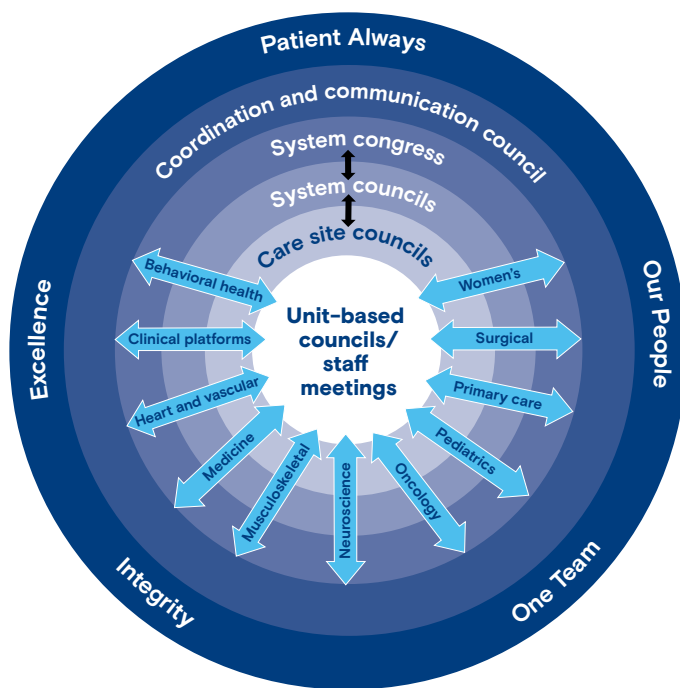 Patient Always
Coordination and communication council
System congress
System councils
Care site councils
Unit-based
councils/
staff
meetings
Behavioral health
Clinical platforms
Heart and vascular
Medicine
Musculoskeletal
Neuroscience
Oncology
Pediatrics
Primary care
Surgical
Women's
Our People
One Team
Integrity
Excellence